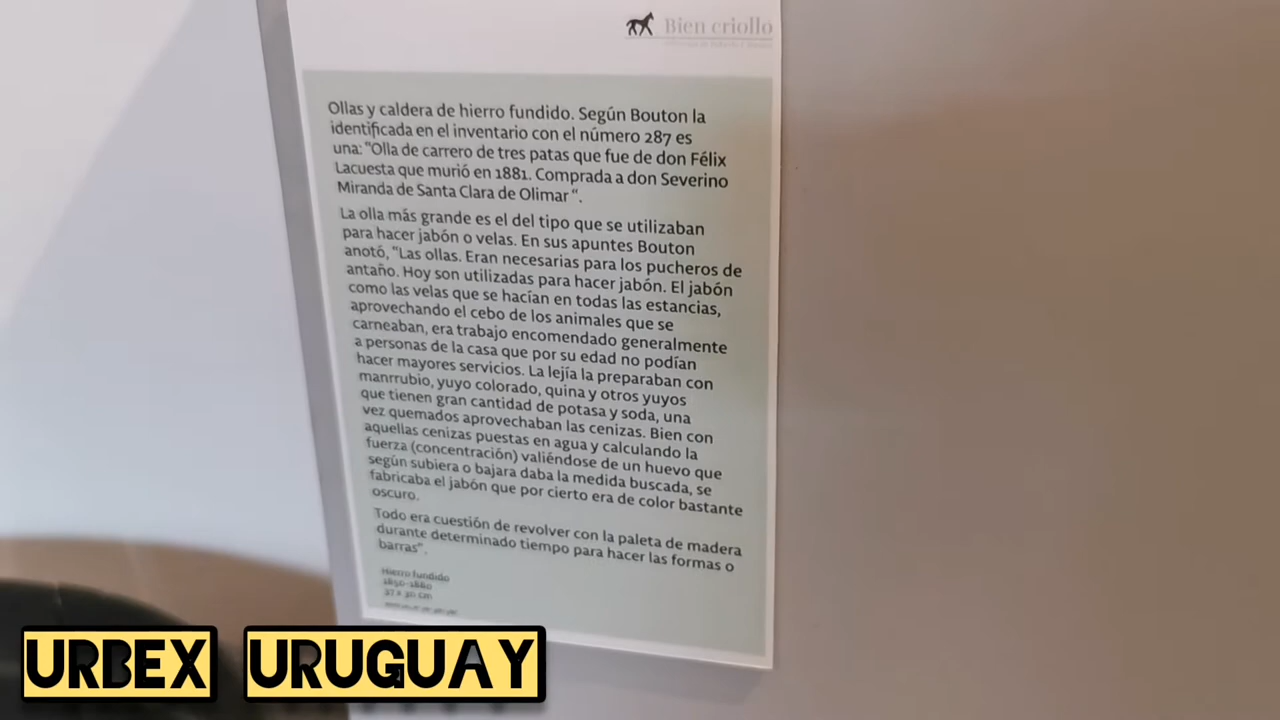 Bien criollo
Ollas y caldera de hierro fundido. Según Bouton la
identificada en el inventario con el número 287 es
una: "Olla de carrero de tres patas que fue de don Félix
Lacuesta que murió en 1881. Comprada a don Severino
Miranda de Santa Clara de Olimar “.
La olla más grande es el del tipo que se utilizaban
para hacer jabón o velas. En sus apuntes Bouton
anotó, “Las ollas. Eran necesarias para los pucheros de
antaño. Hoy son utilizadas para hacer jabón. El jabón
como las velas que se hacían en todas las estancias,
aprovechando el cebo de los animales que se
carneaban, era trabajo encomendado generalmente
a personas de la casa que por su edad no podían
hacer mayores servicios. La lejía la preparaban con
manrrubio, yuyo colorado, quina y otros yuyos
que tienen gran cantidad de potasa y soda, una
vez quemados aprovechaban las cenizas. Bien con
aquellas cenizas puestas en agua y calculando la
fuerza (concentración) valiéndose de un huevo que
según subiera o bajara daba la medida buscada, se
fabricaba el jabón que por cierto era de color bastante
oscuro.
Todo era cuestión de revolver con la paleta de madera
durante determinado tiempo para hacer las formas o
barras”.
Hierro fundido
1850-1880
37 x 30 cm
URBEX URUGUAY